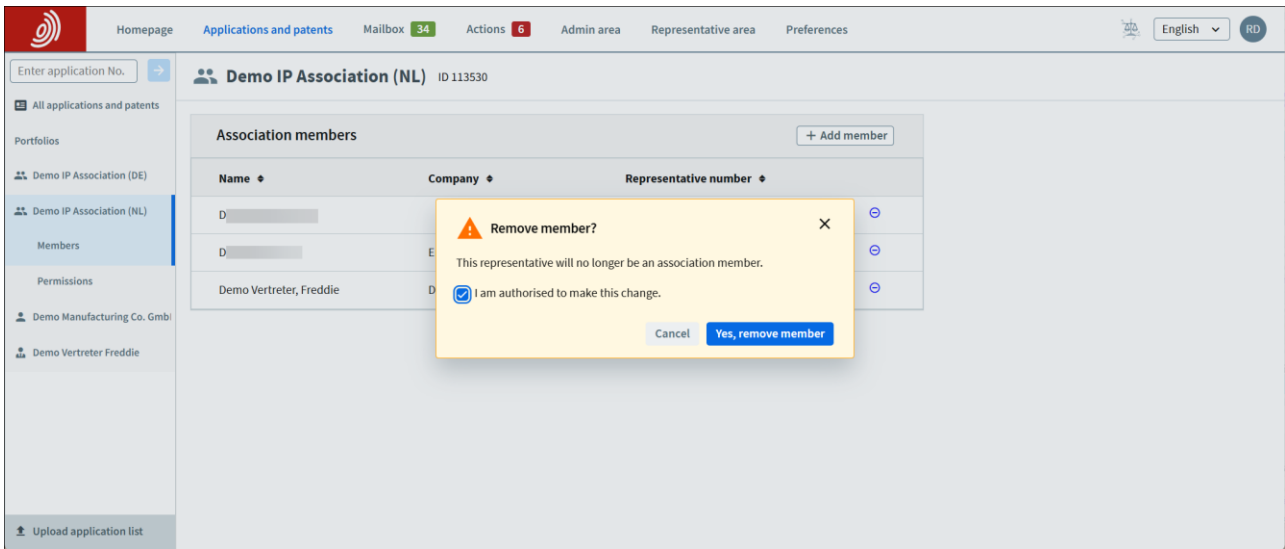 Homepage
Applications and patents
Mailbox 34
Actions 6
Admin area
Representative area
Preferences
English
RD
Enter application No.
All applications and patents
Portfolios
Demo IP Association (DE)
Demo IP Association (NL)
Members
Permissions
Demo Manufacturing Co. Gmb
Demo Vertreter Freddie
Upload application list
Demo IP Association (NL) ID 113530
Association members
+ Add member
Name Company Representative number
D
D E
Demo Vertreter, Freddie D
Remove member?
This representative will no longer be an association member.
I am authorised to make this change.
Cancel Yes, remove member